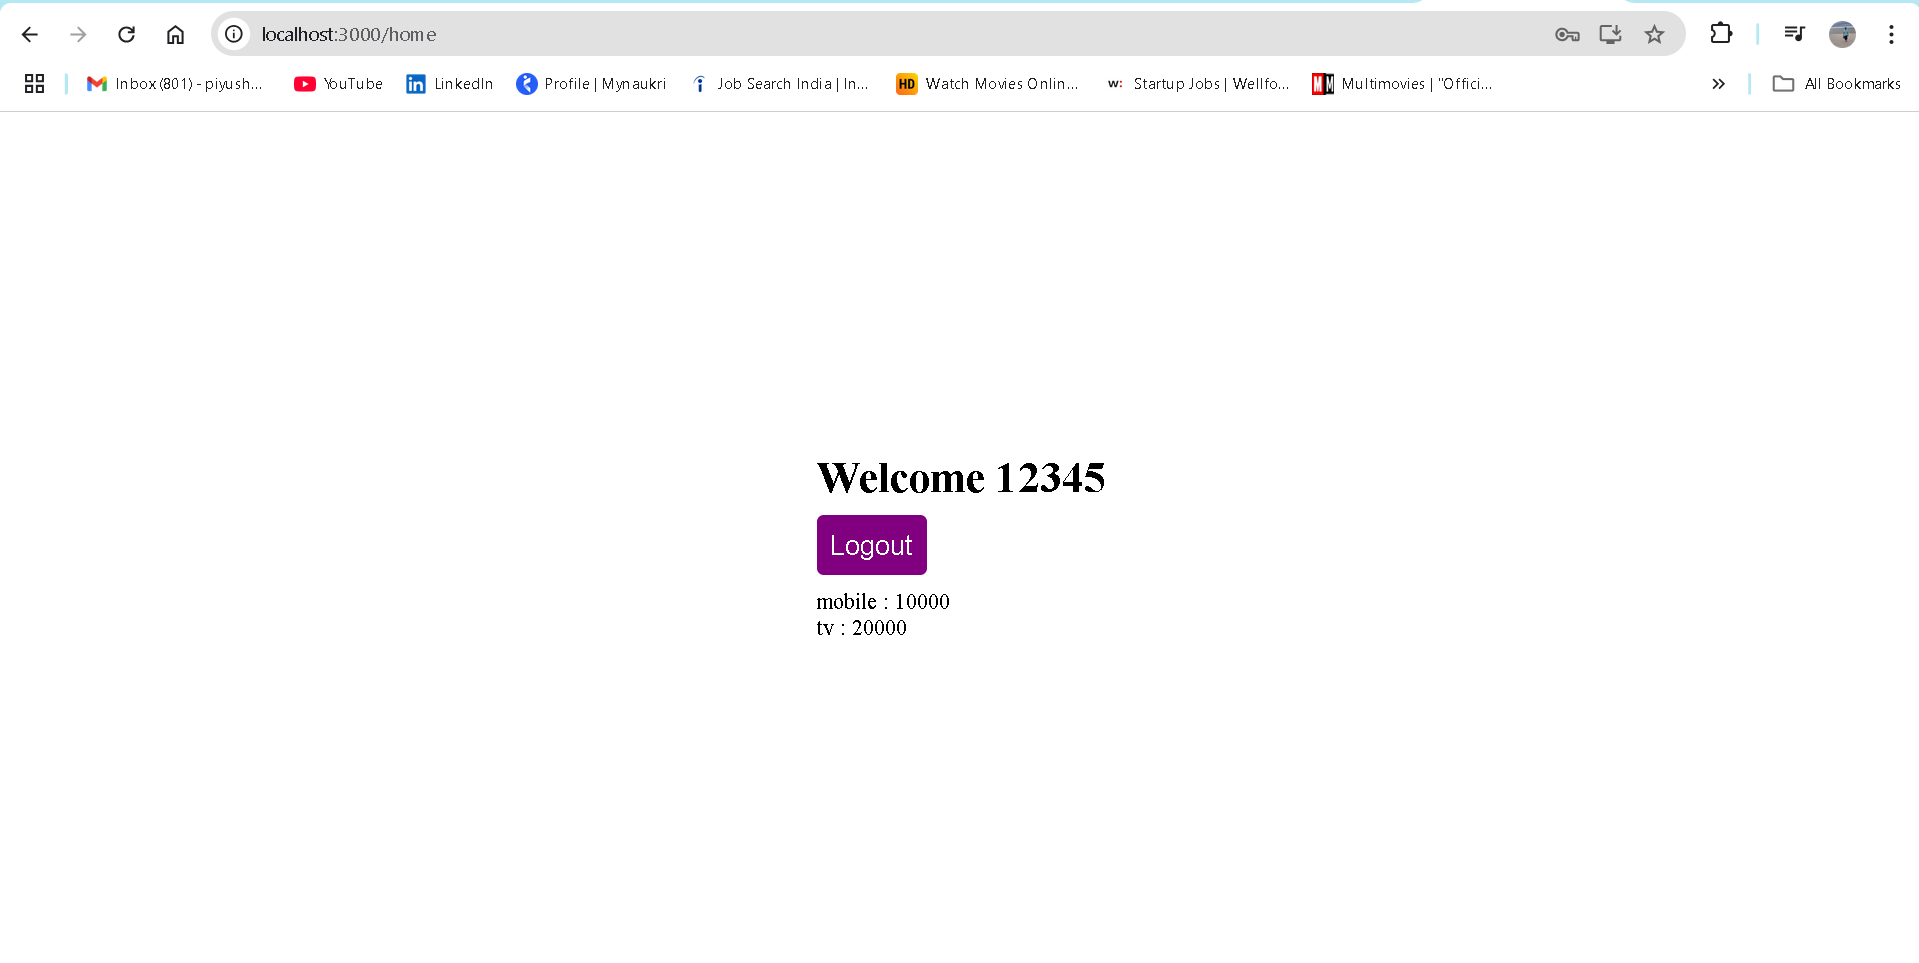 localhost:3000/home
Inbox (801) - piyush... YouTube LinkedIn Profile | Mynaukri Job Search India | In... HD Watch Movies Onlin... w: Startup Jobs | Wellfo... MM Multimovies | "Offici... All Bookmarks
Welcome 12345
Logout
mobile : 10000
tv : 20000